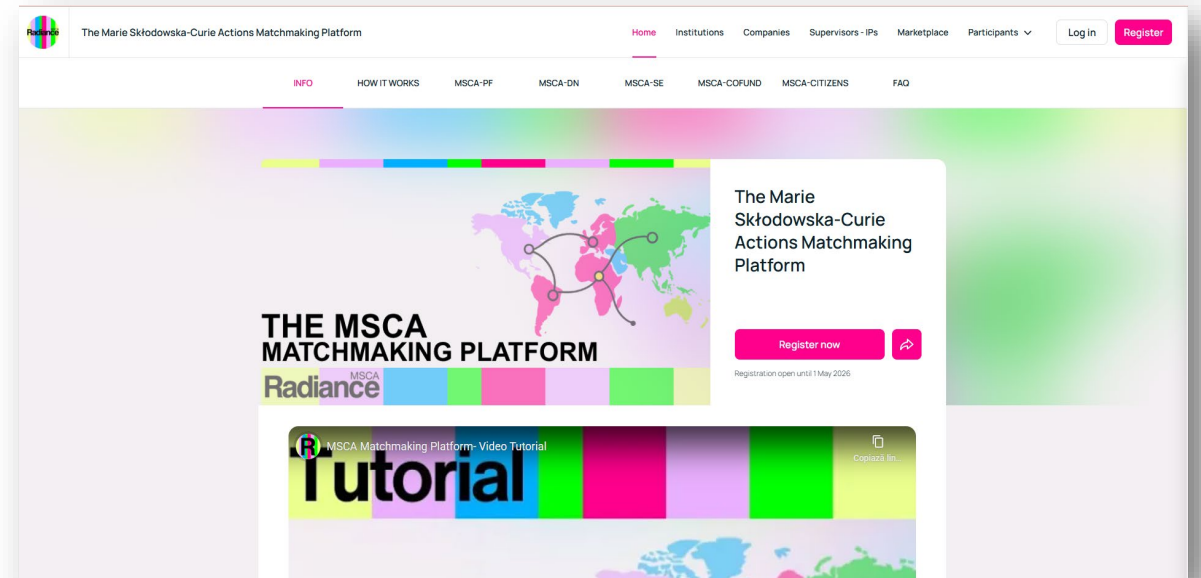 Radiance
The Marie Skłodowska-Curie Actions Matchmaking Platform
Home
Institutions
Companies
Supervisors - IPs
Marketplace
Participants
Log in
Register
INFO
HOW IT WORKS
MSCA-PF
MSCA-DN
MSCA-SE
MSCA-COFUND
MSCA-CITIZENS
FAQ
THE MSCA
MATCHMAKING PLATFORM
MSCA
Radiance
The Marie
Skłodowska-Curie
Actions Matchmaking
Platform
Register now
Registration open until 1 May 2026
R
MSCA Matchmaking Platform- Video Tutorial
Copiază lin...
Tutorial